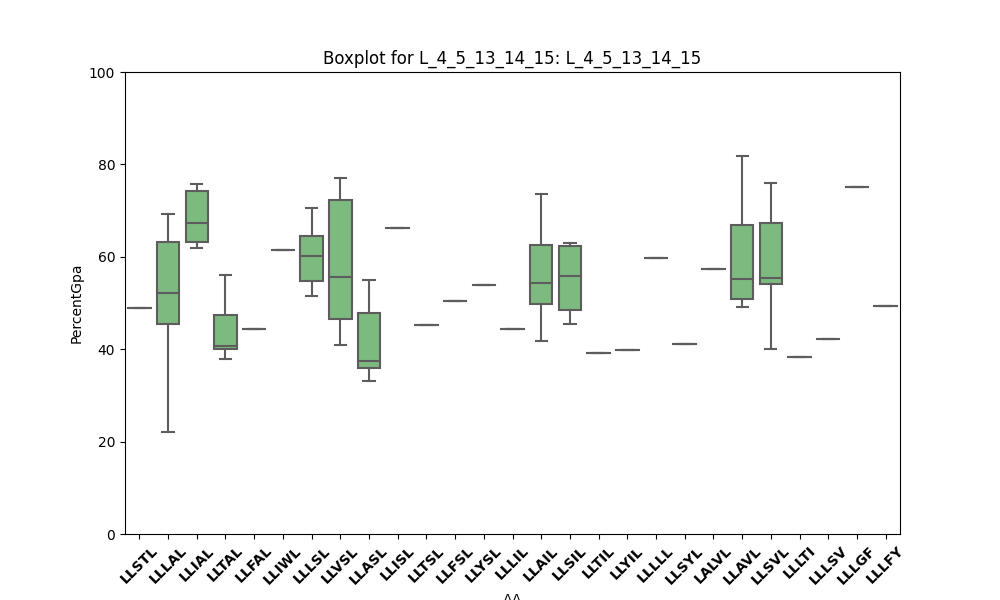 Boxplot for L_4_5_13_14_15: L_4_5_13_14_15
100
80
60
40
20
0
PercentGpa
LLSTL
LLLAL
LLIAL
LLTAL
LLFAL
LLIWL
LLLSL
LLVSL
LLASL
LLISL
LLTSL
LLFSL
LLYSL
LLLIL
LLAIL
LLSIL
LLTIL
LLYIL
LLLLL
LLSYL
LALVL
LLAVL
LLSVL
LLLTI
LLLSV
LLLGF
LLLFY
AA